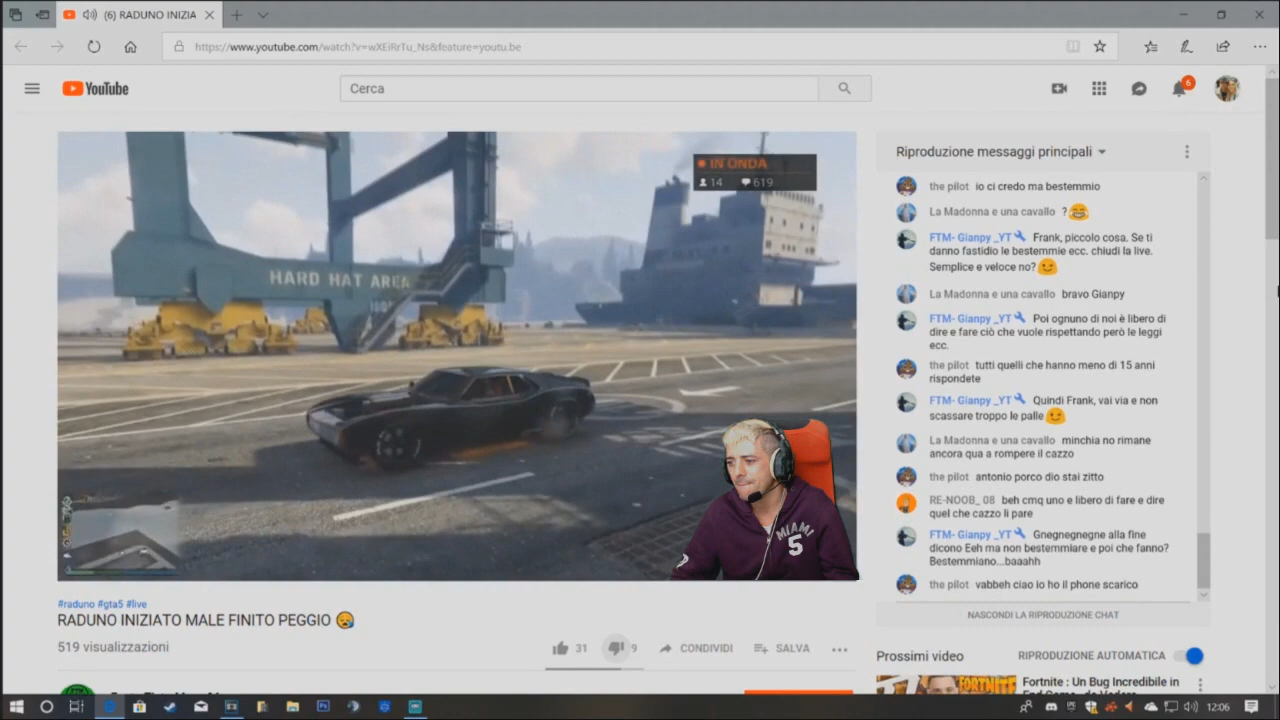 (6) RADUNO INIZIA
https://www.youtube.com/watch?v=wXEiRrTu_Ns&feature=youtu.be
YouTube
Cerca
6
IN ONDA
14 619
HARD HAT AREA
MIAMI
5
#raduno #gta5 #live
RADUNO INIZIATO MALE FINITO PEGGIO
519 visualizzazioni
31 9 CONDIVIDI SALVA
Riproduzione messaggi principali
the pilot io ci credo ma bestemmio
La Madonna e una cavallo ?
FTM- Gianpy _YT Frank, piccolo cosa. Se ti
danno fastidio le bestemmie ecc. chiudi la live.
Semplice e veloce no?
La Madonna e una cavallo bravo Gianpy
FTM- Gianpy _YT Poi ognuno di noi è libero di
dire e fare ciò che vuole rispettando però le leggi
ecc.
the pilot tutti quelli che hanno meno di 15 anni
rispondete
FTM- Gianpy _YT Quindi Frank, vai via e non
scassare troppo le palle
La Madonna e una cavallo minchia no rimane
ancora qua a rompere il cazzo
the pilot antonio porco dio stai zitto
RE-NOOB_ 08 beh cmq uno e libero di fare e dire
quel che cazzo li pare
FTM- Gianpy _YT Gnegnegnegne alla fine
dicono Eeh ma non bestemmiare e poi che fanno?
Bestemmiano...baaahh
the pilot vabbeh ciao io ho il phone scarico
NASCONDI LA RIPRODUZIONE CHAT
Prossimi video RIPRODUZIONE AUTOMATICA
FORTNITE
Fortnite : Un Bug Incredibile in
12:06